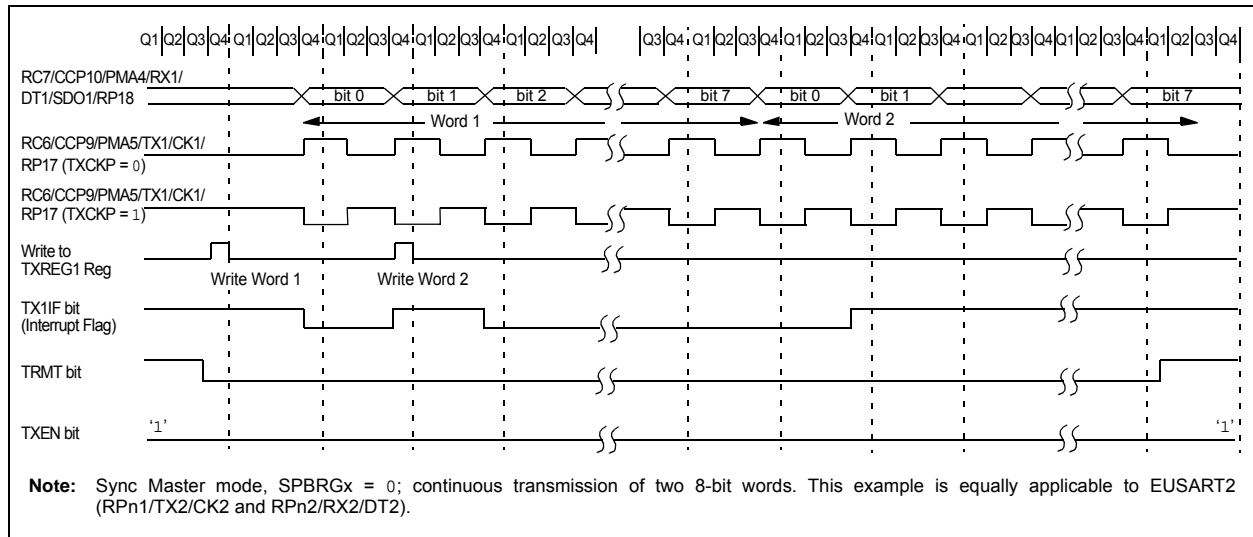 Q1 Q2 Q3 Q4 Q1 Q2 Q3 Q4 Q1 Q2 Q3 Q4 Q1 Q2 Q3 Q4 Q1 Q2 Q3 Q4 Q3 Q4 Q1 Q2 Q3 Q4 Q1 Q2 Q3 Q4 Q1 Q2 Q3 Q4 Q1 Q2 Q3 Q4 Q1 Q2 Q3 Q4 Q1 Q2 Q3 Q4
RC7/CCP10/PMA4/RX1/
DT1/SDO1/RP18
bit 0 bit 1 bit 2 bit 7 bit 0 bit 1 bit 7
Word 1 Word 2
RC6/CCP9/PMA5/TX1/CK1/
RP17 (TXCKP = 0)
RC6/CCP9/PMA5/TX1/CK1/
RP17 (TXCKP = 1)
Write to
TXREG1 Reg
Write Word 1 Write Word 2
TX1IF bit
(Interrupt Flag)
TRMT bit
TXEN bit
‘1’ ‘1’
Note: Sync Master mode, SPBRGx = 0; continuous transmission of two 8-bit words. This example is equally applicable to EUSART2
(RPn1/TX2/CK2 and RPn2/RX2/DT2).